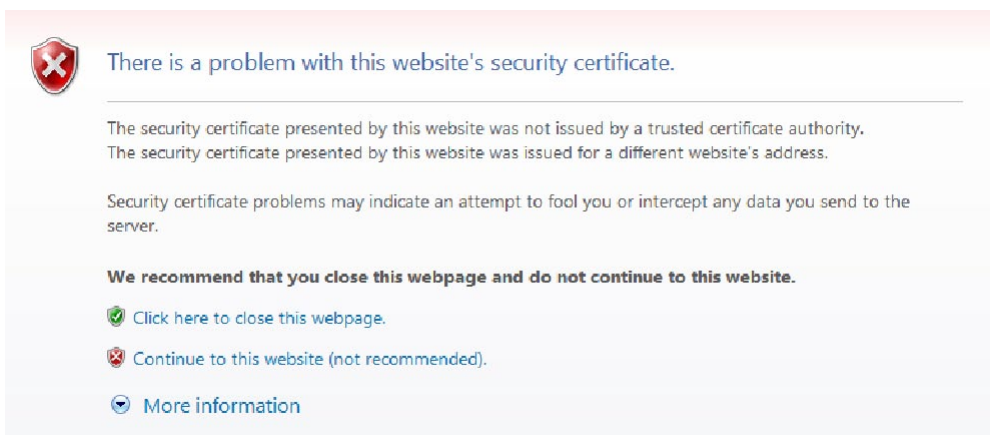 There is a problem with this website's security certificate.
The security certificate presented by this website was not issued by a trusted certificate authority.
The security certificate presented by this website was issued for a different website's address.
Security certificate problems may indicate an attempt to fool you or intercept any data you send to the
server.
We recommend that you close this webpage and do not continue to this website.
Click here to close this webpage.
Continue to this website (not recommended).
More information